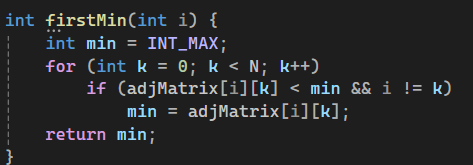 int firstMin(int i) {
    int min = INT_MAX;
    for (int k = 0; k < N; k++)
        if (adjMatrix[i][k] < min && i != k)
            min = adjMatrix[i][k];
    return min;
}